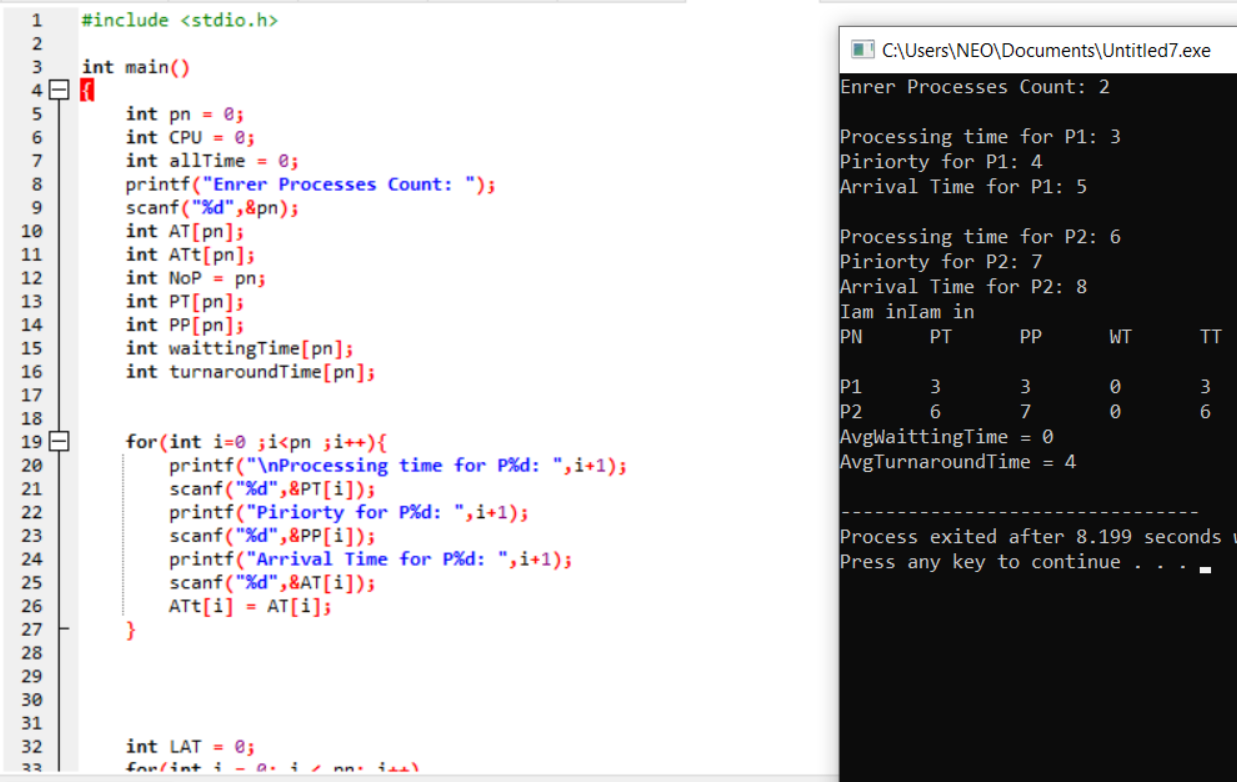 1 #include <stdio.h>
2
3 int main()
4 {
5 int pn = 0;
6 int CPU = 0;
7 int allTime = 0;
8 printf("Enrer Processes Count: ");
9 scanf("%d",&pn);
10 int AT[pn];
11 int ATt[pn];
12 int NoP = pn;
13 int PT[pn];
14 int PP[pn];
15 int waittingTime[pn];
16 int turnaroundTime[pn];
17
18
19 for(int i=0 ;i<pn ;i++){
20 printf("\nProcessing time for P%d: ",i+1);
21 scanf("%d",&PT[i]);
22 printf("Piriorty for P%d: ",i+1);
23 scanf("%d",&PP[i]);
24 printf("Arrival Time for P%d: ",i+1);
25 scanf("%d",&AT[i]);
26 ATt[i] = AT[i];
27 }
28
29
30
31
32 int LAT = 0;
33 for(int i = 0; i < pn; i++)
C:\Users\NEO\Documents\Untitled7.exe
Enrer Processes Count: 2
Processing time for P1: 3
Piriorty for P1: 4
Arrival Time for P1: 5
Processing time for P2: 6
Piriorty for P2: 7
Arrival Time for P2: 8
Iam inIam in
PN PT PP WT TT
P1 3 3 0 3
P2 6 7 0 6
AvgWaittingTime = 0
AvgTurnaroundTime = 4
--------------------------------
Process exited after 8.199 seconds
Press any key to continue . . .